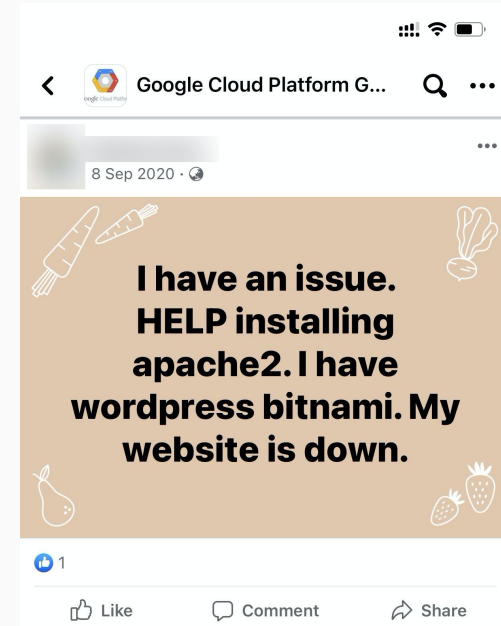 Google Cloud Platform G...
8 Sep 2020 ·
I have an issue.
HELP installing
apache2. I have
wordpress bitnami. My
website is down.
1
Like
Comment
Share